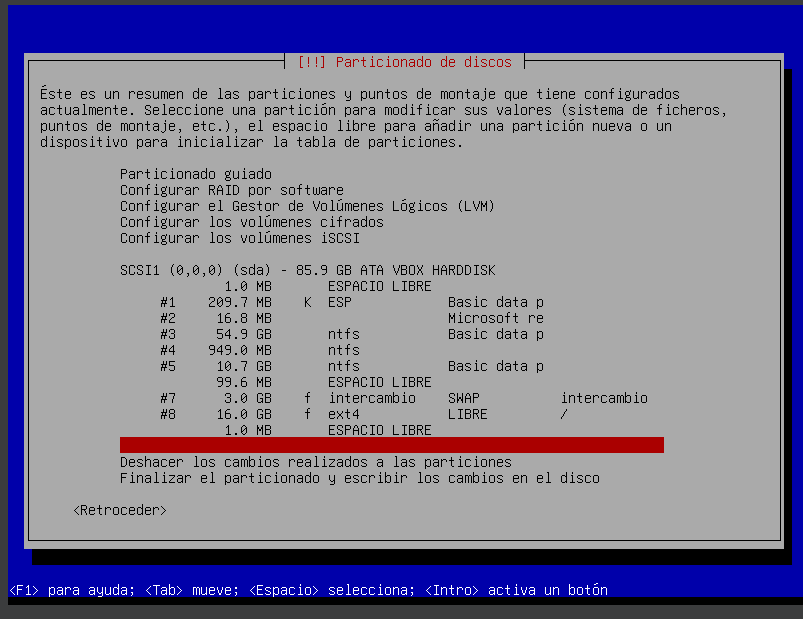 [!!] Particionado de discos
Éste es un resumen de las particiones y puntos de montaje que tiene configurados
actualmente. Seleccione una partición para modificar sus valores (sistema de ficheros,
puntos de montaje, etc.), el espacio libre para añadir una partición nueva o un
dispositivo para inicializar la tabla de particiones.
Particionado guiado
Configurar RAID por software
Configurar el Gestor de Volúmenes Lógicos (LVM)
Configurar los volúmenes cifrados
Configurar los volúmenes iSCSI
SCSI1 (0,0,0) (sda) - 85.9 GB ATA VBOX HARDDISK
1.0 MB ESPACIO LIBRE
#1 209.7 MB K ESP Basic data p
#2 16.8 MB Microsoft re
#3 54.9 GB ntfs Basic data p
#4 949.0 MB ntfs
#5 10.7 GB ntfs Basic data p
99.6 MB ESPACIO LIBRE
#7 3.0 GB f intercambio SWAP intercambio
#8 16.0 GB f ext4 LIBRE /
1.0 MB ESPACIO LIBRE
Deshacer los cambios realizados a las particiones
Finalizar el particionado y escribir los cambios en el disco
<Retroceder>
<F1> para ayuda; <Tab> mueve; <Espacio> selecciona; <Intro> activa un botón